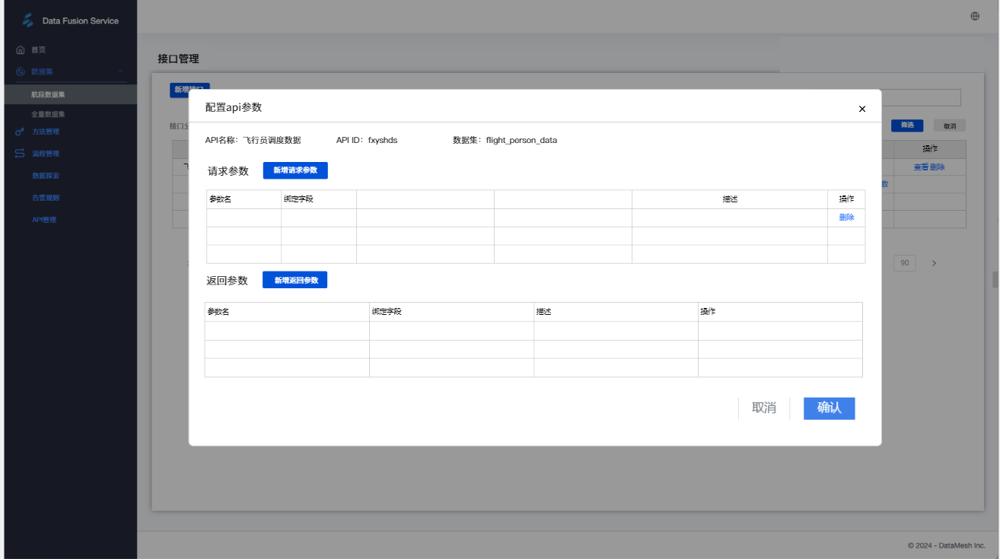 Data Fusion Service
首页
数据集
航段数据集
全量数据集
方法管理
流程管理
数据探索
告警规则
API管理
接口管理
新增接口
筛选 取消
操作
查看 删除
数
90
配置api参数
API名称：飞行员调度数据 API ID：fxyshds 数据集：flight_person_data
请求参数 新增请求参数
参数名 绑定字段 描述 操作
删除
返回参数 新增返回参数
参数名 绑定字段 描述 操作
取消 确认
© 2024 - DataMesh Inc.